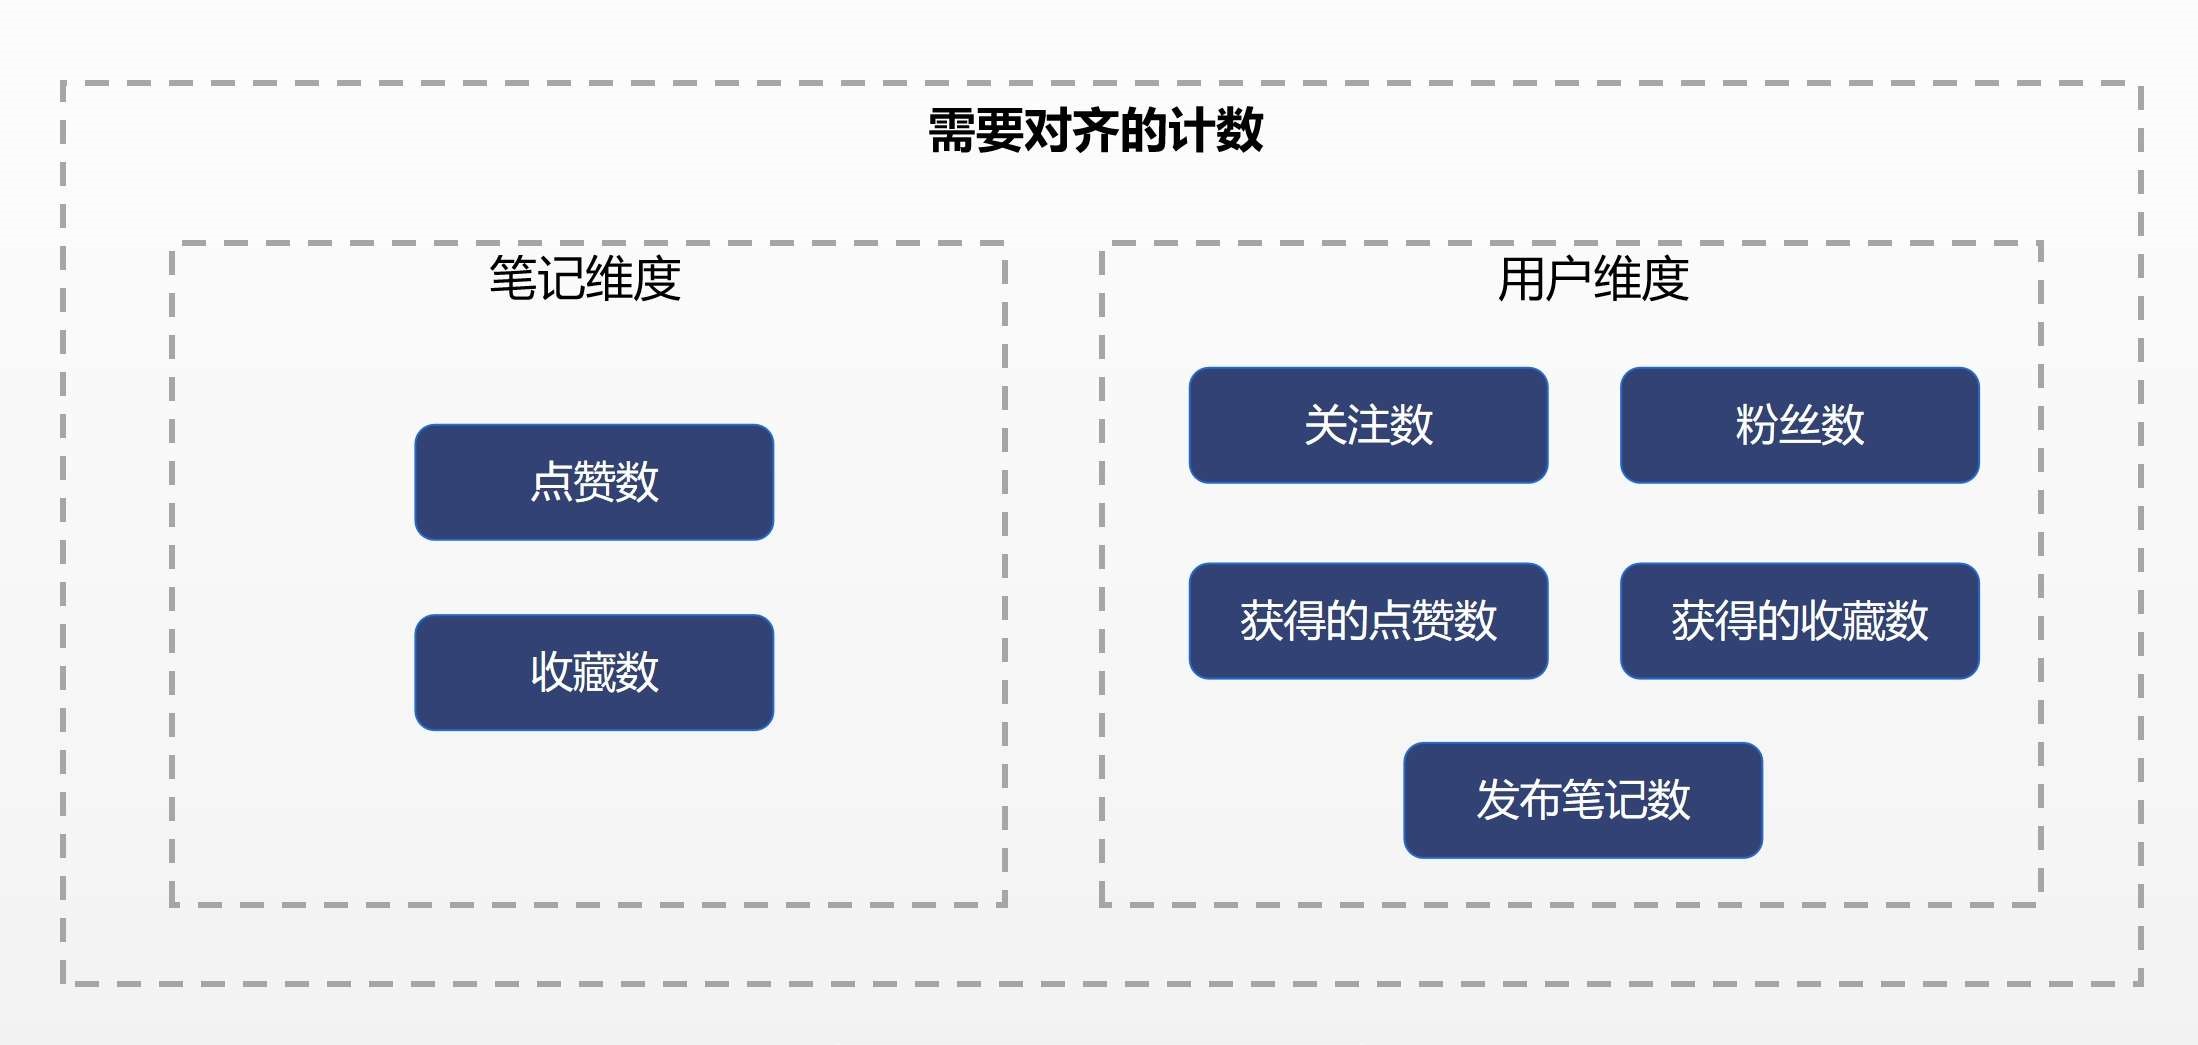 需要对齐的计数
笔记维度
点赞数
收藏数
用户维度
关注数
粉丝数
获得的点赞数
获得的收藏数
发布笔记数